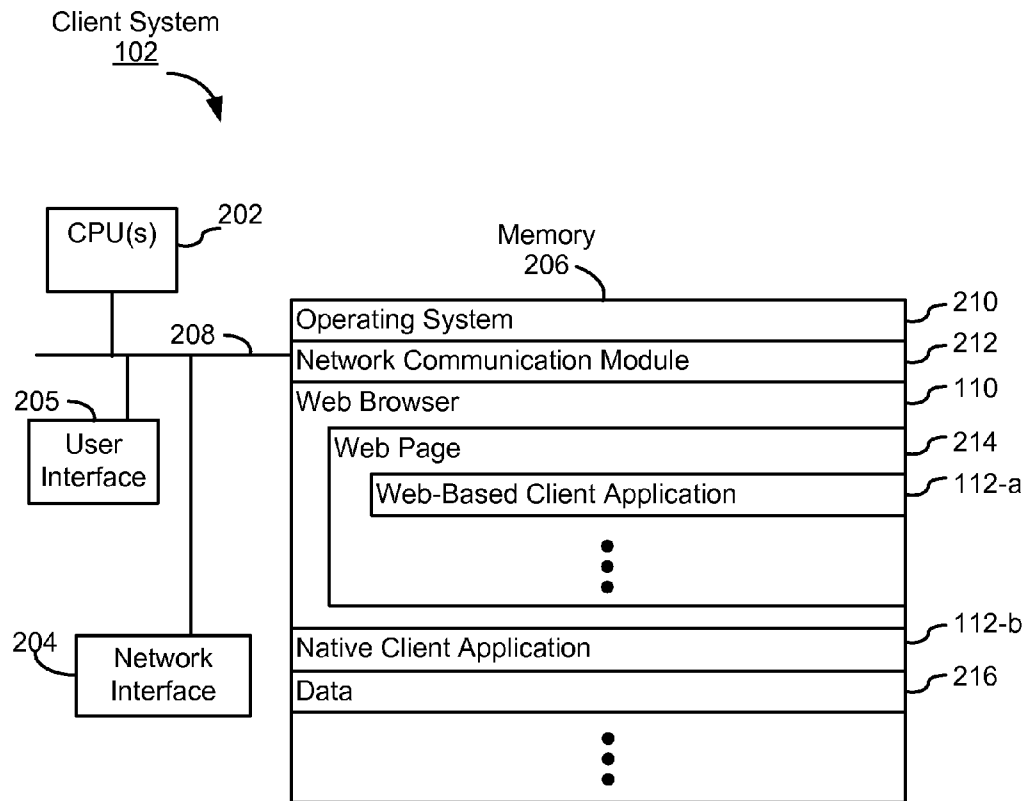 Client System
102
CPU(s)
202
Memory
206
Operating System
210
208
Network Communication Module
212
Web Browser
110
205
User
Interface
Web Page
214
Web-Based Client Application
112-a
204
Network
Interface
Native Client Application
112-b
Data
216